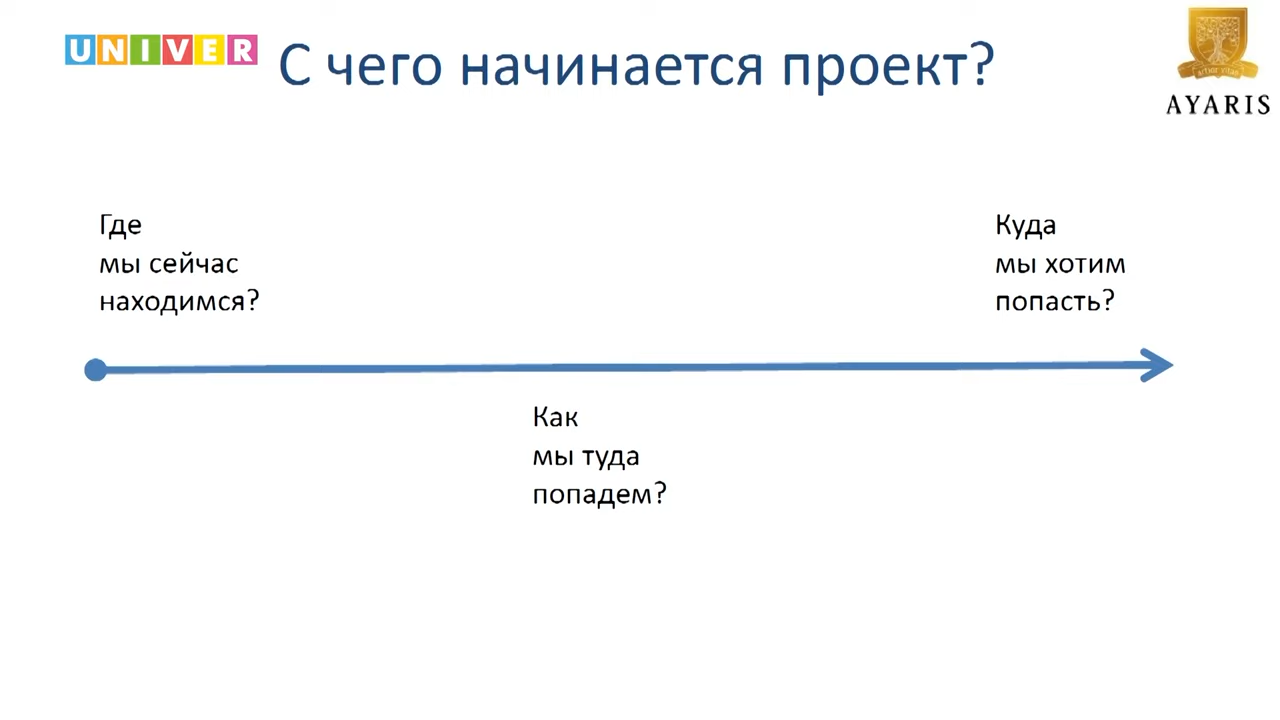 UNIVER
С чего начинается проект?
AYARIS
Где
мы сейчас
находимся?
Куда
мы хотим
попасть?
Как
мы туда
попадем?